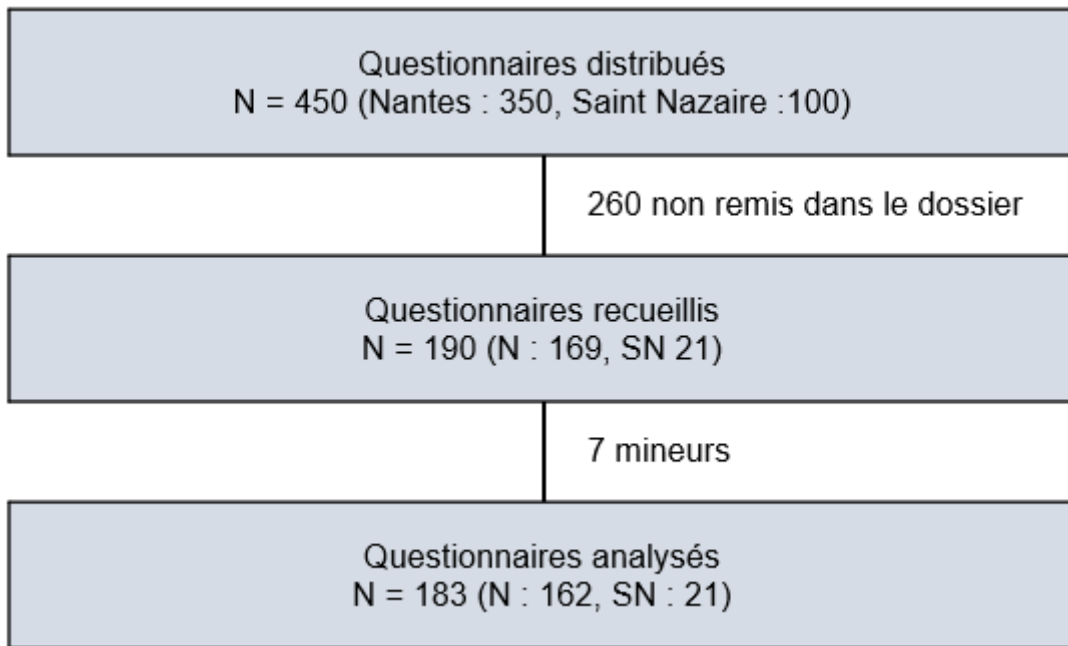 Questionnaires distribués
N = 450 (Nantes : 350, Saint Nazaire :100)
260 non remis dans le dossier
Questionnaires recueillis
N = 190 (N : 169, SN 21)
7 mineurs
Questionnaires analysés
N = 183 (N : 162, SN : 21)